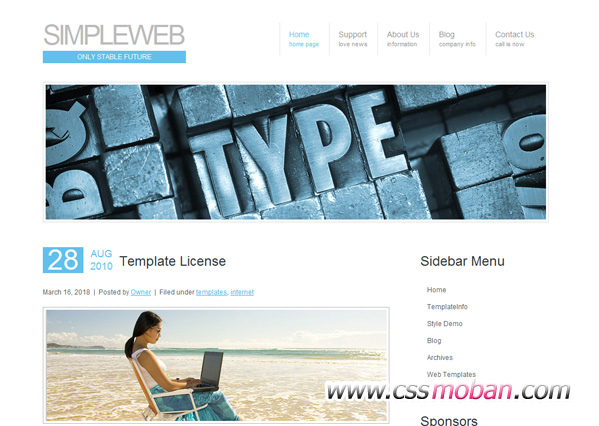 SIMPLEWEB
ONLY STABLE FUTURE
Home
home page
Support
love news
About Us
information
Blog
company info
Contact Us
call is now
BQ
TYPE
28
AUG
2010
Template License
March 16, 2018 | Posted by Owner | Filed under templates, internet
Sidebar Menu
Home
TemplateInfo
Style Demo
Blog
Archives
Web Templates
www.cssmoban.com
Sponsors